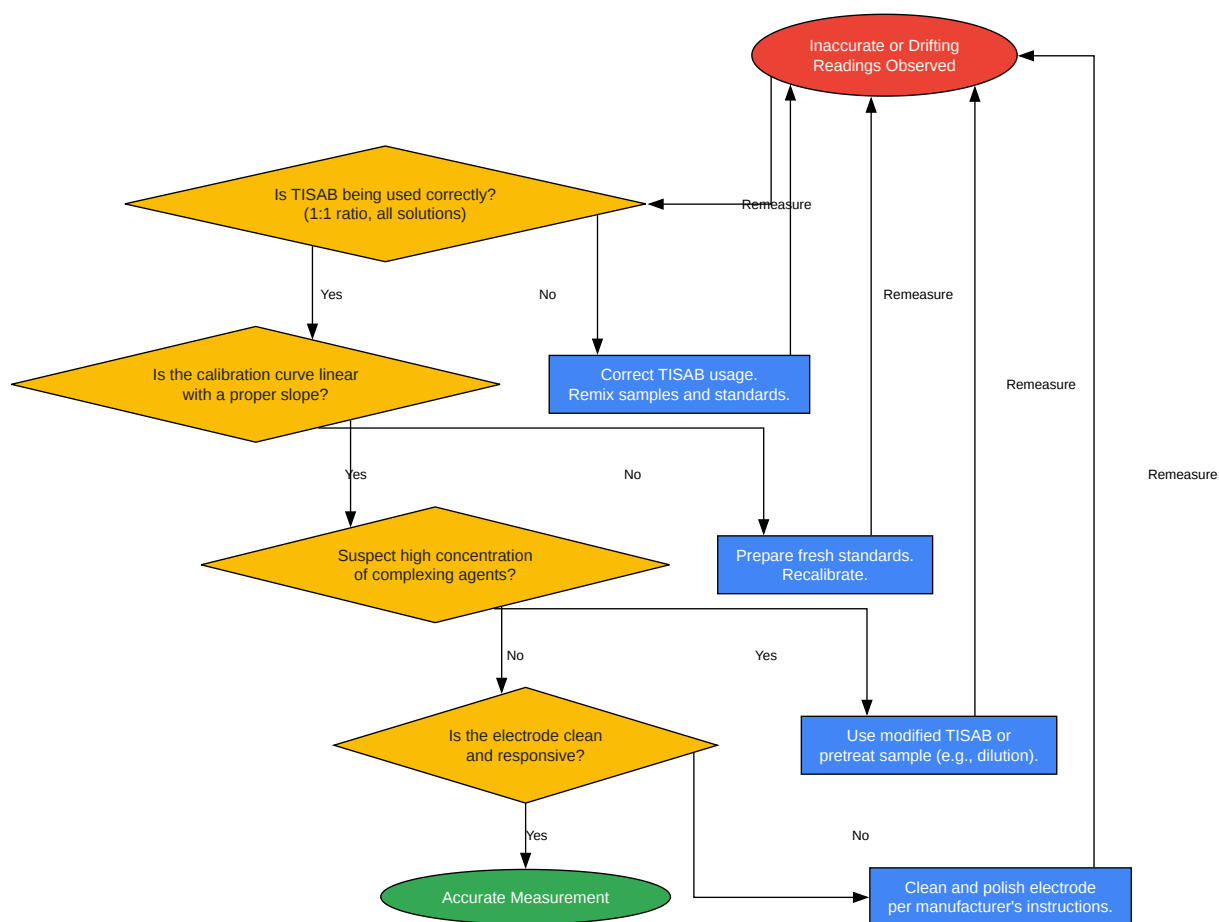 Inaccurate or Drifting
Readings Observed
Is TISAB being used correctly?
(1:1 ratio, all solutions)
Remeasure
Yes
No
Remeasure
Is the calibration curve linear
with a proper slope?
Correct TISAB usage.
Remix samples and standards.
Remeasure
Yes
No
Remeasure
Suspect high concentration
of complexing agents?
Prepare fresh standards.
Recalibrate.
No
Yes
Is the electrode clean
and responsive?
Use modified TISAB or
pretreat sample (e.g., dilution).
Yes
No
Accurate Measurement
Clean and polish electrode
per manufacturer's instructions.